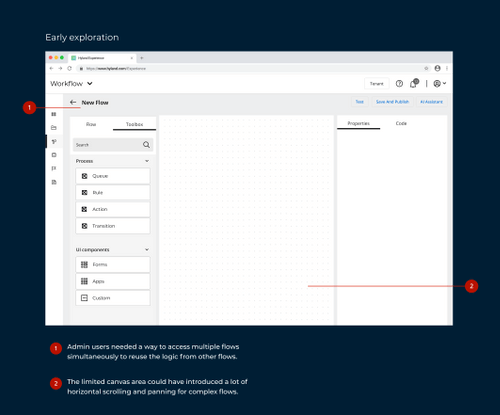 Early exploration
Hyland Experience
https://www.hyland.com/Experience
Workflow
Tenant
New Flow
Test
Save And Publish
AI Assistant
1
Flow
Toolbox
Properties
Code
Search
Process
Queue
Rule
Action
Transition
UI components
Forms
2
Apps
Custom
1
Admin users needed a way to access multiple flows
simultaneously to reuse the logic from other flows.
2
The limited canvas area could have introduced a lot of
horizontal scrolling and panning for complex flows.